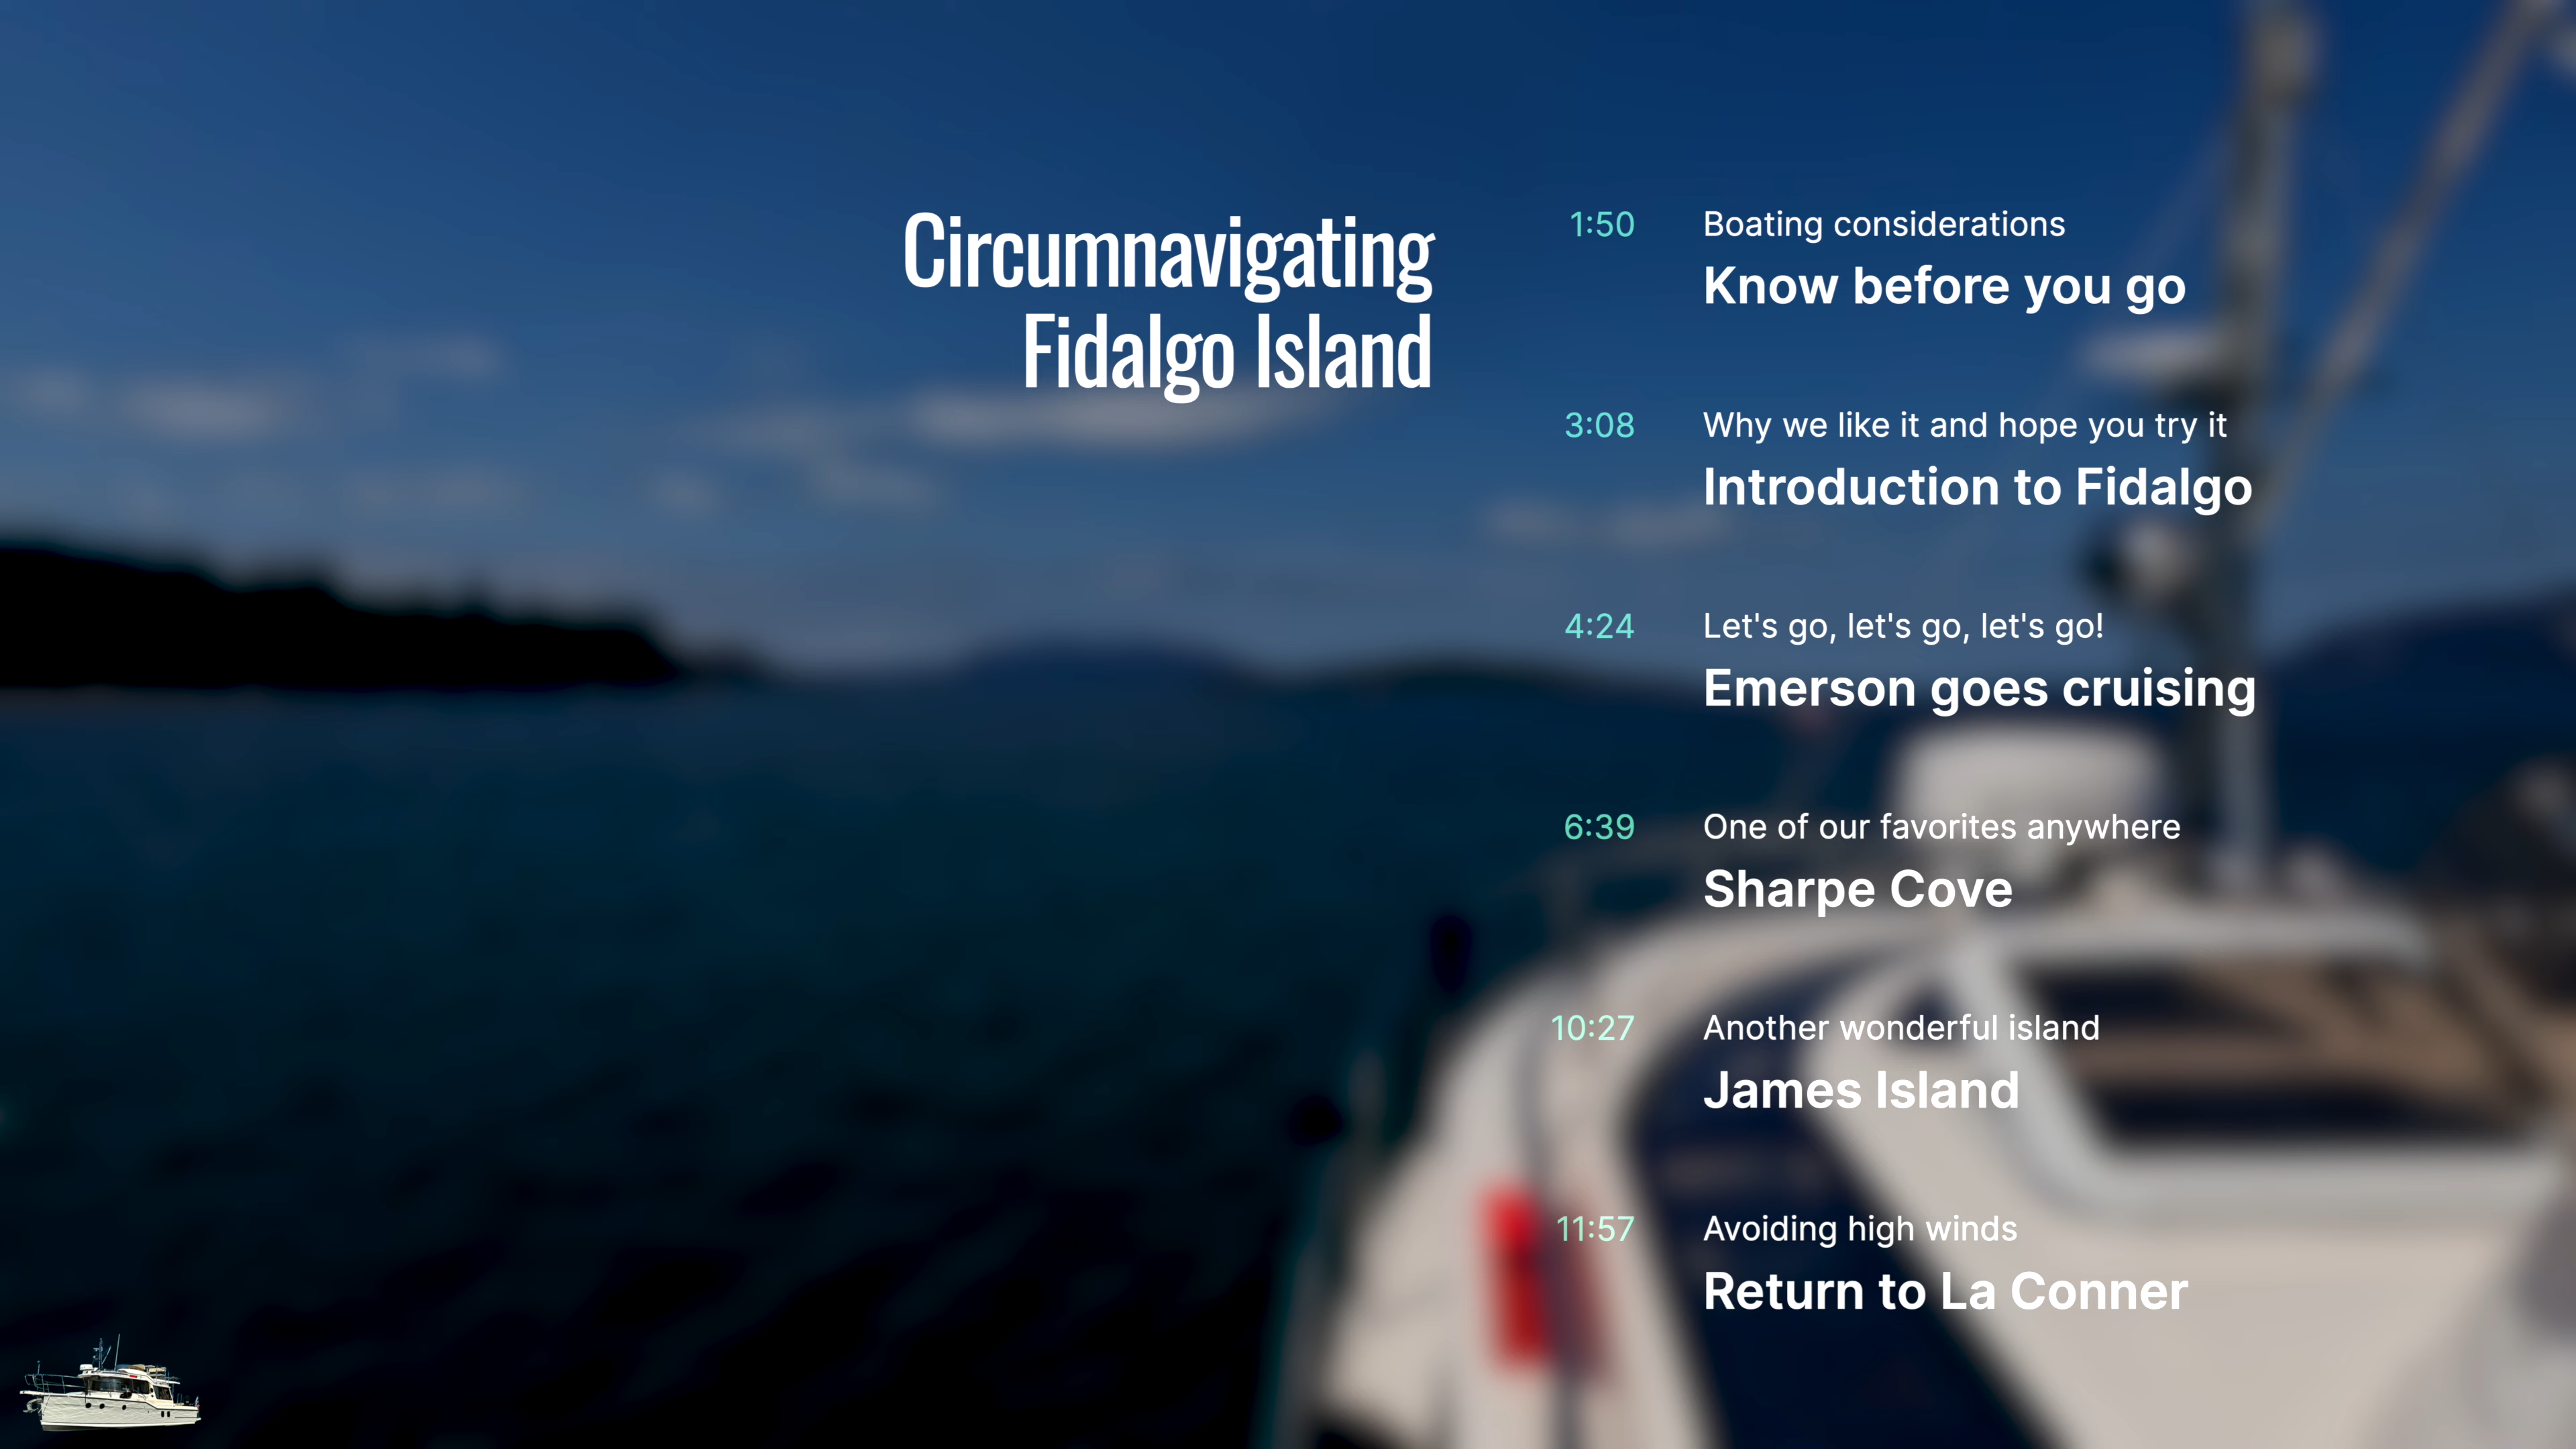 Circumnavigating
Fidalgo Island
1:50 Boating considerations
Know before you go
3:08 Why we like it and hope you try it
Introduction to Fidalgo
4:24 Let's go, let's go, let's go!
Emerson goes cruising
6:39 One of our favorites anywhere
Sharpe Cove
10:27 Another wonderful island
James Island
11:57 Avoiding high winds
Return to La Conner